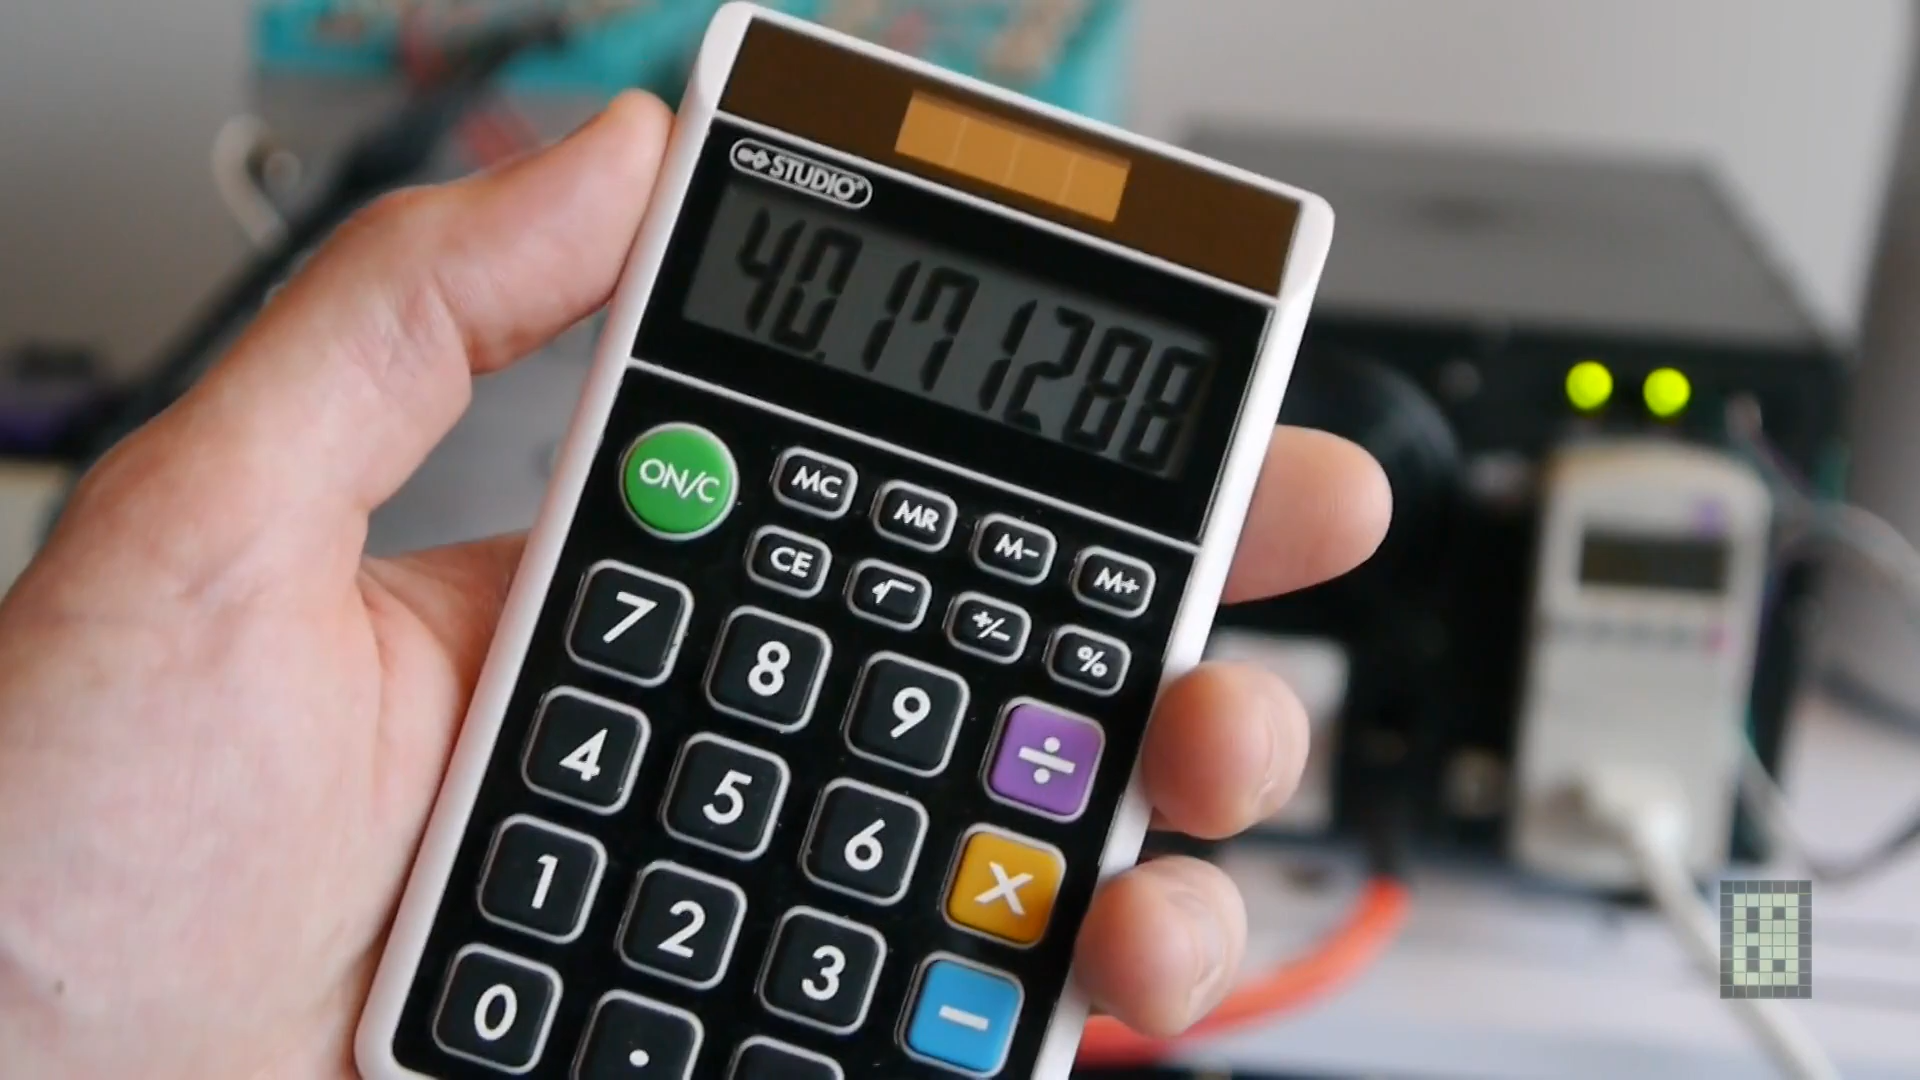 STUDIO
40.171288
ON/C MC MR M- M+
CE √ +/- %
7 8 9 ÷
4 5 6 ×
1 2 3 −
0 .